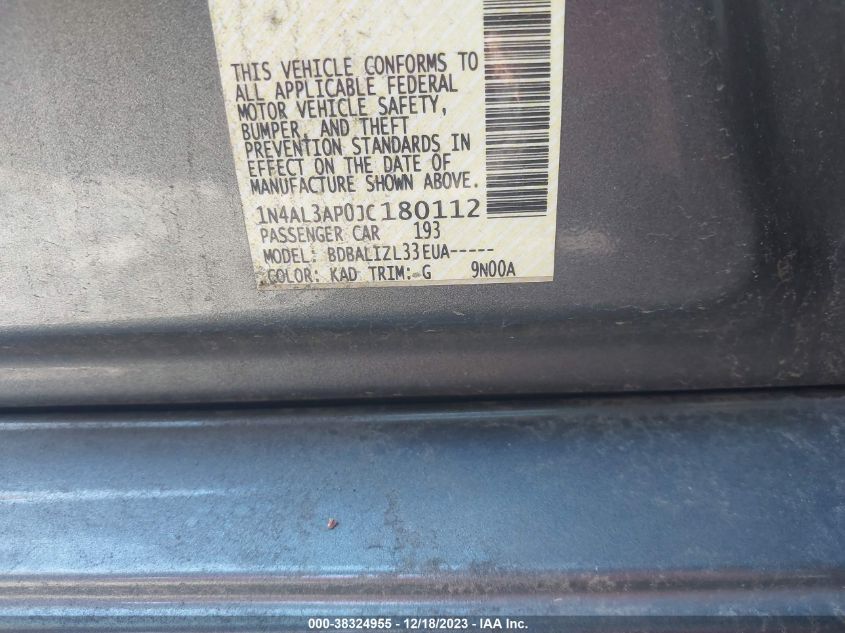 THIS VEHICLE CONFORMS TO
ALL APPLICABLE FEDERAL
MOTOR VEHICLE SAFETY,
BUMPER, AND THEFT
PREVENTION STANDARDS IN
EFFECT ON THE DATE OF
MANUFACTURE SHOWN ABOVE.
1N4AL3AP0JC180112
PASSENGER CAR 193
MODEL: BDBALIZL33EUA-----
COLOR: KAD TRIM: G 9N00A
000-38324955 - 12/18/2023 - IAA Inc.